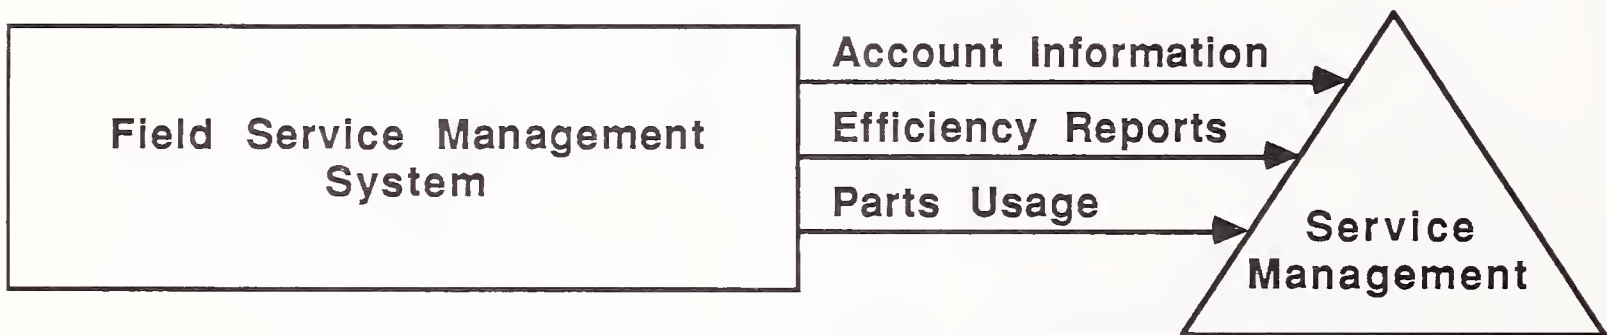 Field Service Management
System
Account Information
Efficiency Reports
Parts Usage
Service
Management